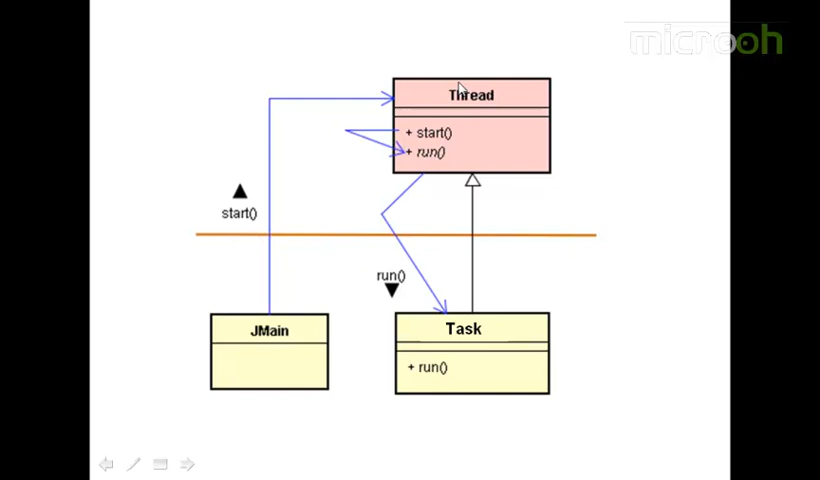 microoh
Thread
+ start()
+ run()
▲
start()
run()
▼
JMain
Task
+ run()